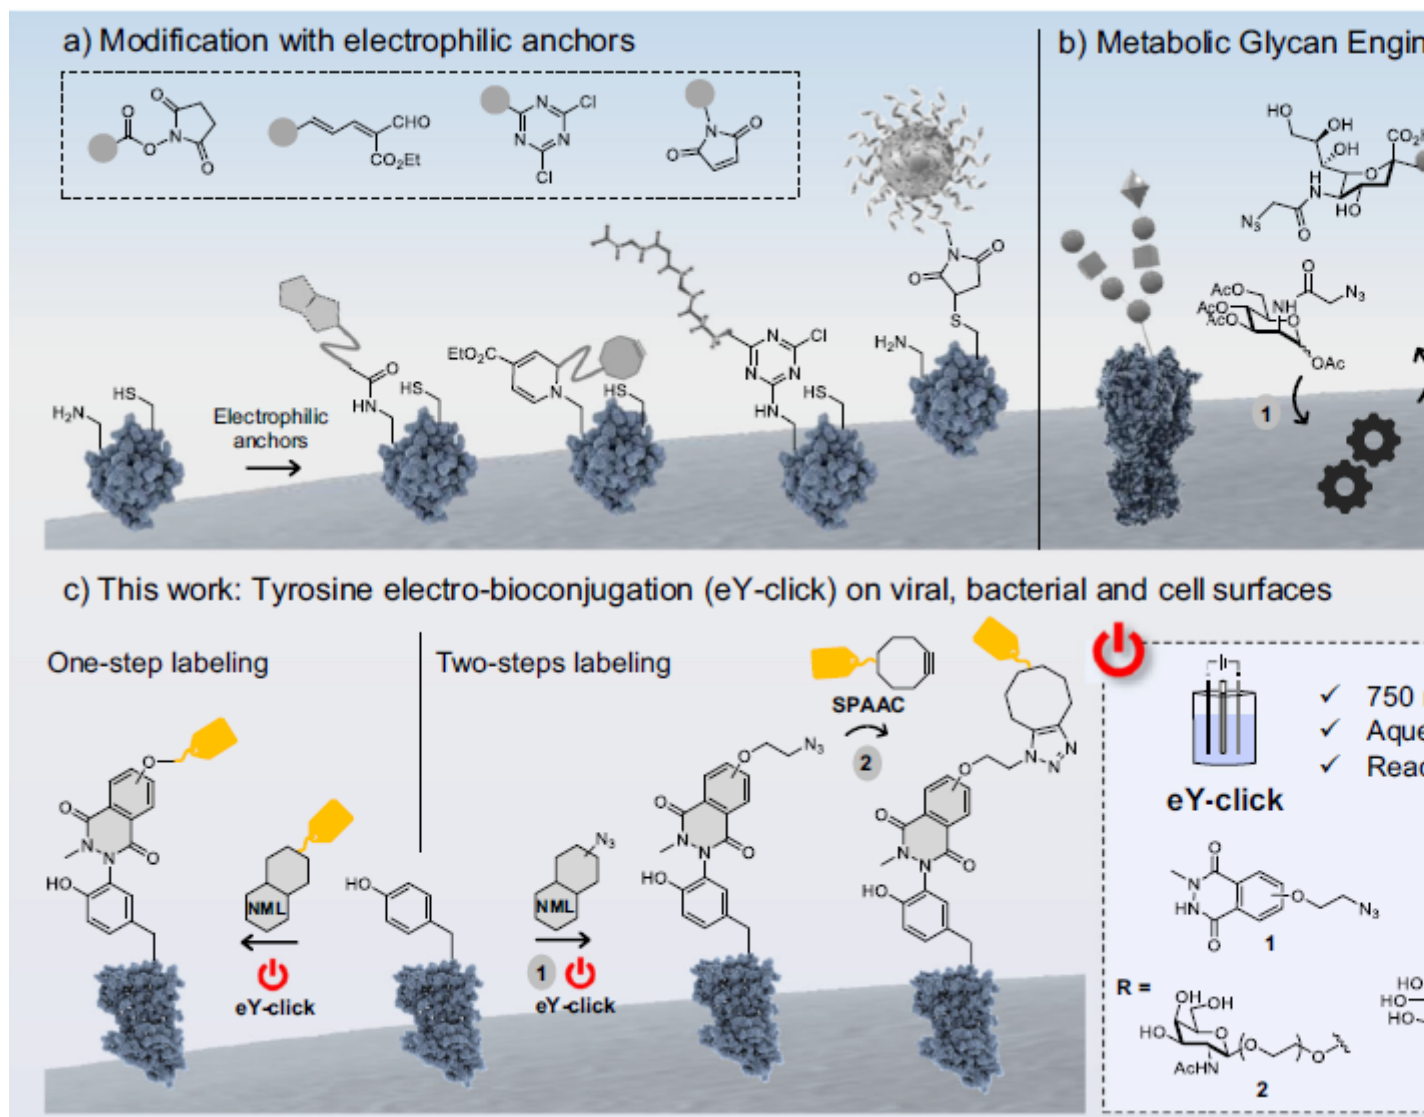 a) Modification with electrophilic anchors
O
N
O
O
O
CHO
CO₂Et
N
N
N
Cl
Cl
N
O
O
H₂N
HS
Electrophilic
anchors
O
HN
HS
EtO₂C
N
HS
N
N
N
Cl
HN
HS
N
O
O
S
H₂N
b) Metabolic Glycan Engin
HO
OH
HO
OH
CO₂
O
H
N
HO
N₃
O
AcO
O
N₃
NH
AcO
AcO
O
OAc
1
c) This work: Tyrosine electro-bioconjugation (eY-click) on viral, bacterial and cell surfaces
One-step labeling
O
O
N
N
O
HO
NML
eY-click
Two-steps labeling
HO
N₃
NML
1
eY-click
O
N₃
O
N
N
O
HO
SPAAC
2
O
N
N
N
O
N
N
O
HO
eY-click
✓ 750
✓ Aque
✓ Reac
O
N
HN
O
O
N₃
1
R =
OH
OH
HO
O
AcHN
O
O
2
HO
HO
HO